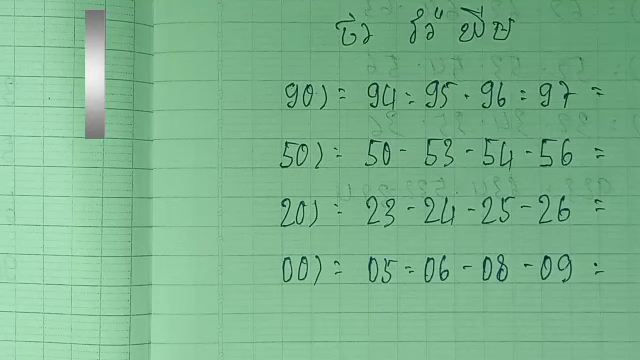 90) = 94 = 95 - 96 = 97 =
50) = 50 - 53 - 54 - 56 =
20) = 23 - 24 - 25 - 26 =
00) = 05 = 06 - 08 - 09 =